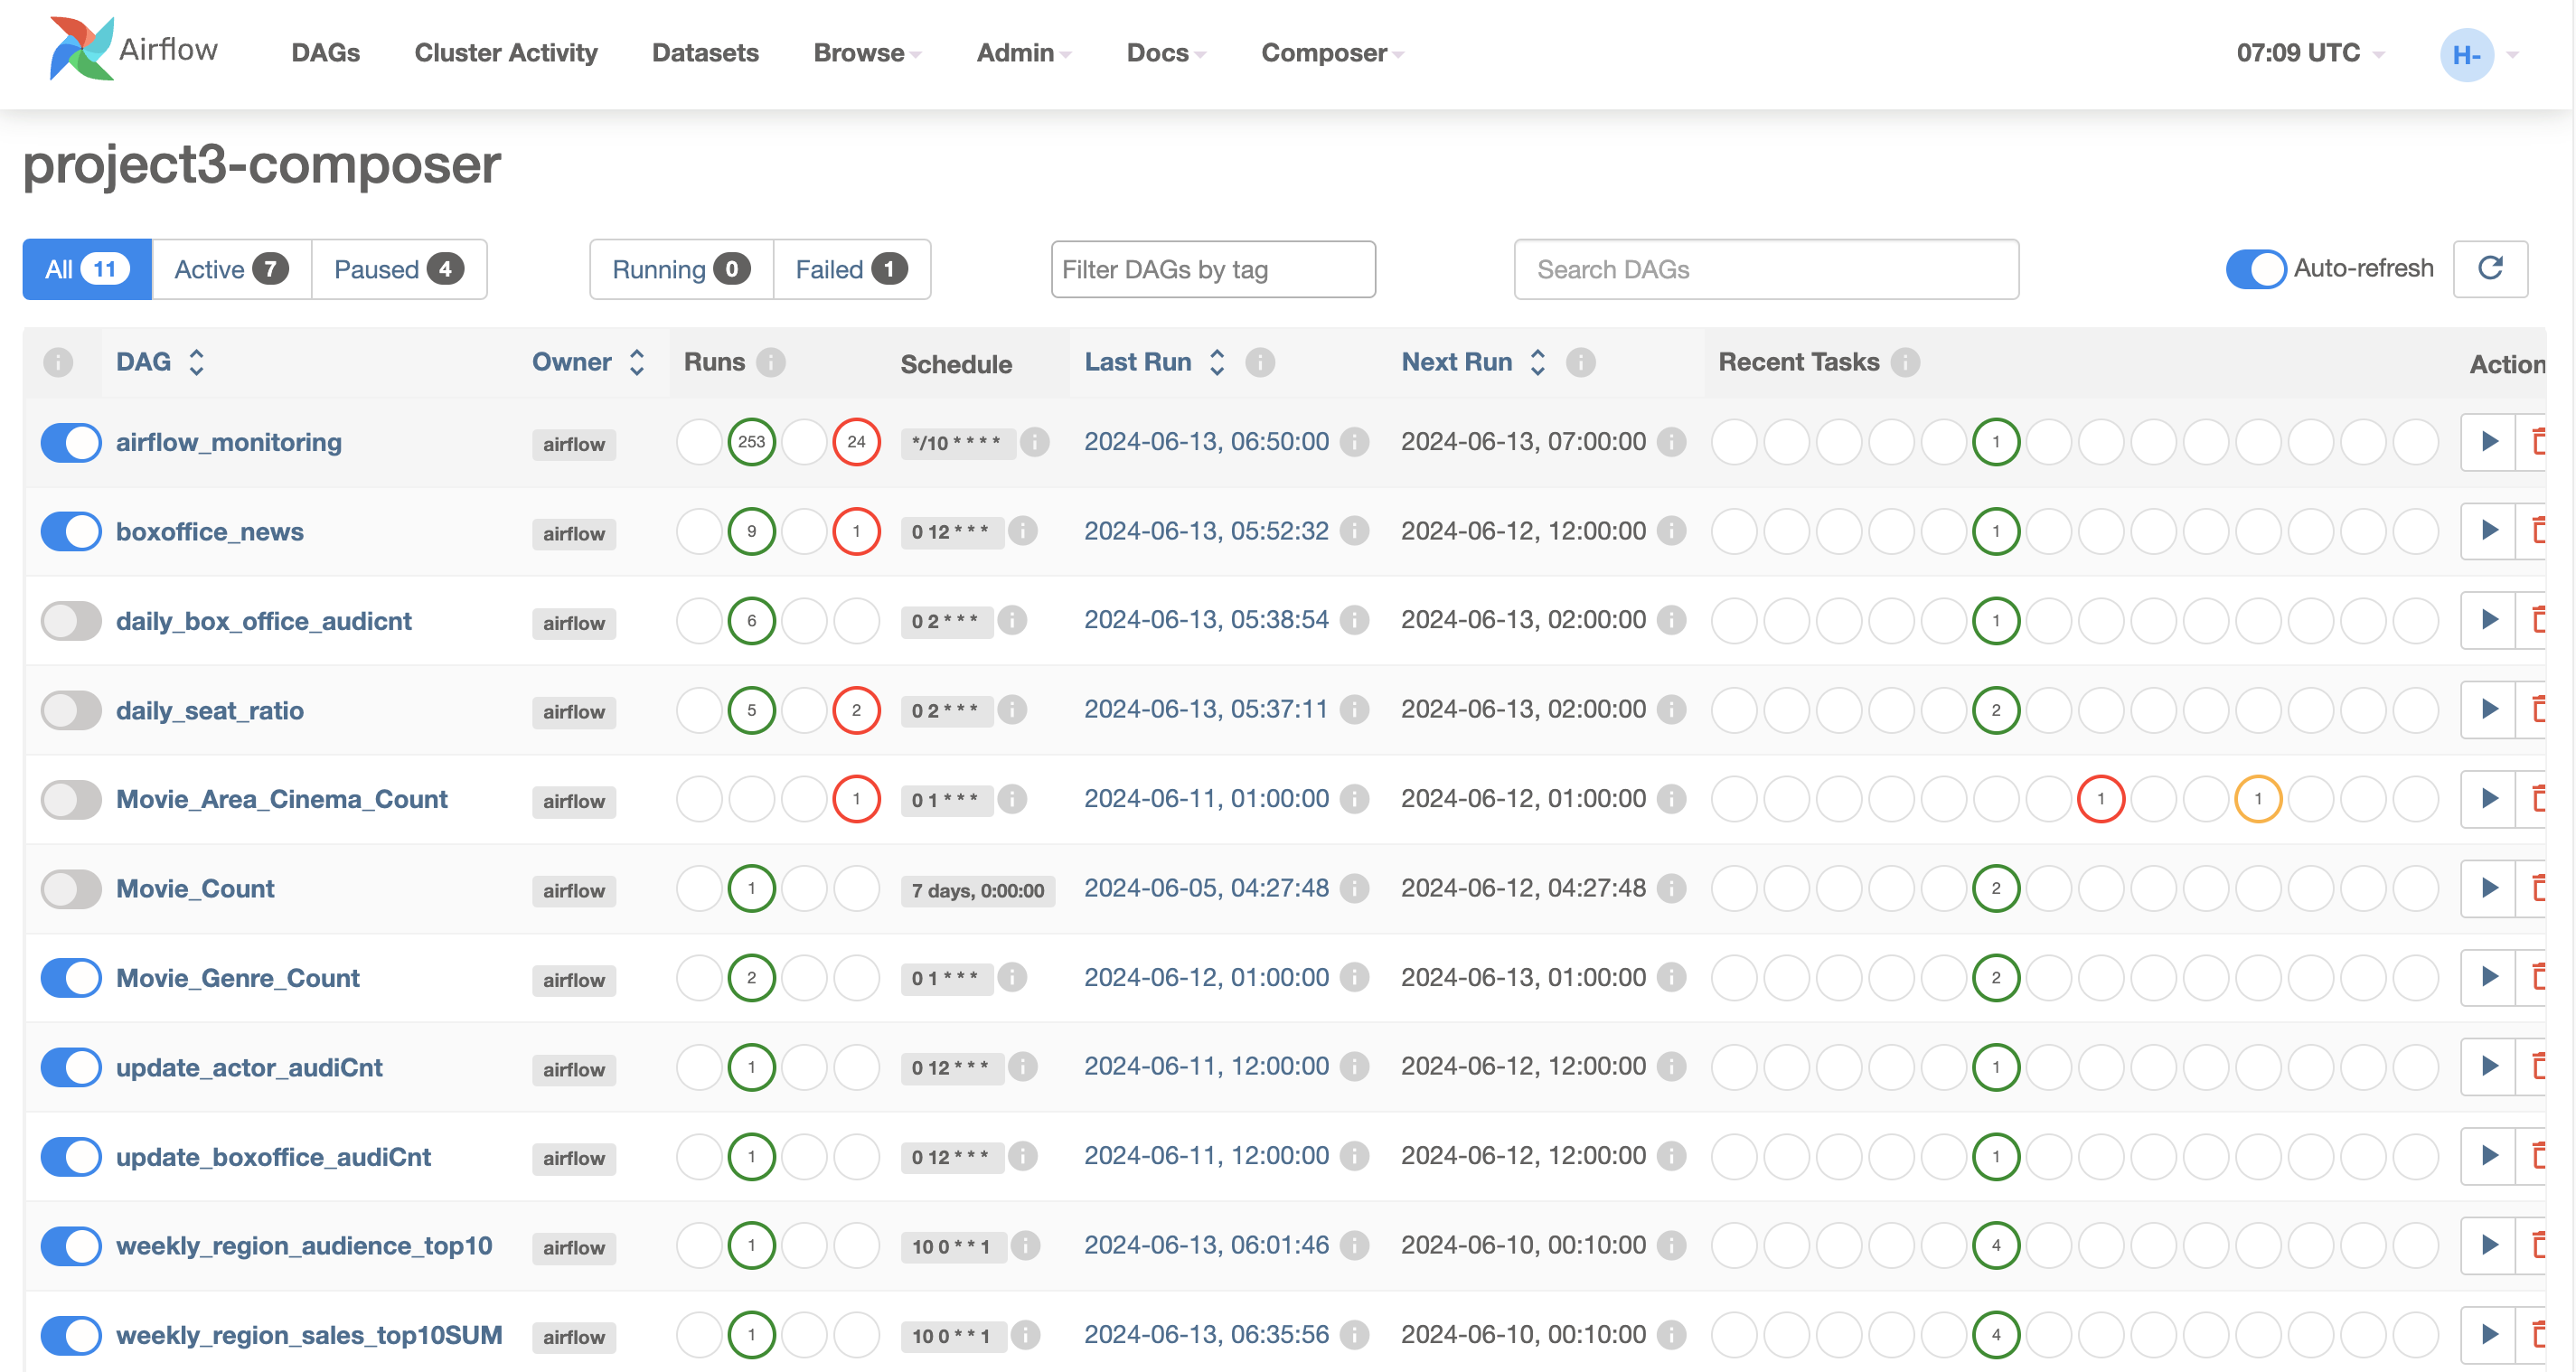 Airflow DAGs Cluster Activity Datasets Browse Admin Docs Composer 07:09 UTC H-
project3-composer
All 11 Active 7 Paused 4 Running 0 Failed 1 Filter DAGs by tag Search DAGs Auto-refresh
DAG Owner Runs Schedule Last Run Next Run Recent Tasks Action
airflow_monitoring airflow 253 24 */10 * * * * 2024-06-13, 06:50:00 2024-06-13, 07:00:00 1
boxoffice_news airflow 9 1 0 12 * * * 2024-06-13, 05:52:32 2024-06-12, 12:00:00 1
daily_box_office_audicnt airflow 6 0 2 * * * 2024-06-13, 05:38:54 2024-06-13, 02:00:00 1
daily_seat_ratio airflow 5 2 0 2 * * * 2024-06-13, 05:37:11 2024-06-13, 02:00:00 2
Movie_Area_Cinema_Count airflow 1 0 1 * * * 2024-06-11, 01:00:00 2024-06-12, 01:00:00 1 1
Movie_Count airflow 1 7 days, 0:00:00 2024-06-05, 04:27:48 2024-06-12, 04:27:48 2
Movie_Genre_Count airflow 2 0 1 * * * 2024-06-12, 01:00:00 2024-06-13, 01:00:00 2
update_actor_audiCnt airflow 1 0 12 * * * 2024-06-11, 12:00:00 2024-06-12, 12:00:00 1
update_boxoffice_audiCnt airflow 1 0 12 * * * 2024-06-11, 12:00:00 2024-06-12, 12:00:00 1
weekly_region_audience_top10 airflow 1 10 0 * * 1 2024-06-13, 06:01:46 2024-06-10, 00:10:00 4
weekly_region_sales_top10SUM airflow 1 10 0 * * 1 2024-06-13, 06:35:56 2024-06-10, 00:10:00 4